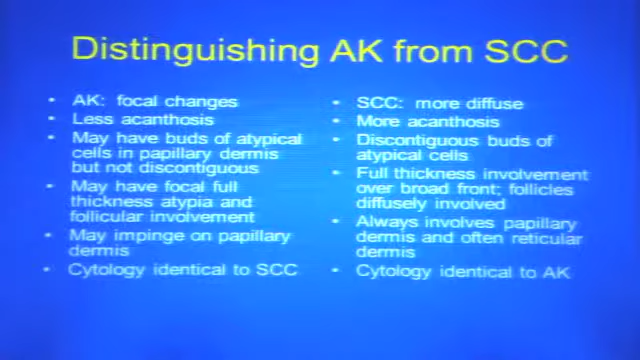 Distinguishing AK from SCC
• AK: focal changes
• Less acanthosis
• May have buds of atypical
cells in papillary dermis
but not discontiguous
• May have focal full
thickness atypia and
follicular involvement
• May impinge on papillary
dermis
• Cytology identical to SCC
• SCC: more diffuse
• More acanthosis
• Discontiguous buds of
atypical cells
• Full thickness involvement
over broad front; follicles
diffusely involved
• Always involves papillary
dermis and often reticular
dermis
• Cytology identical to AK